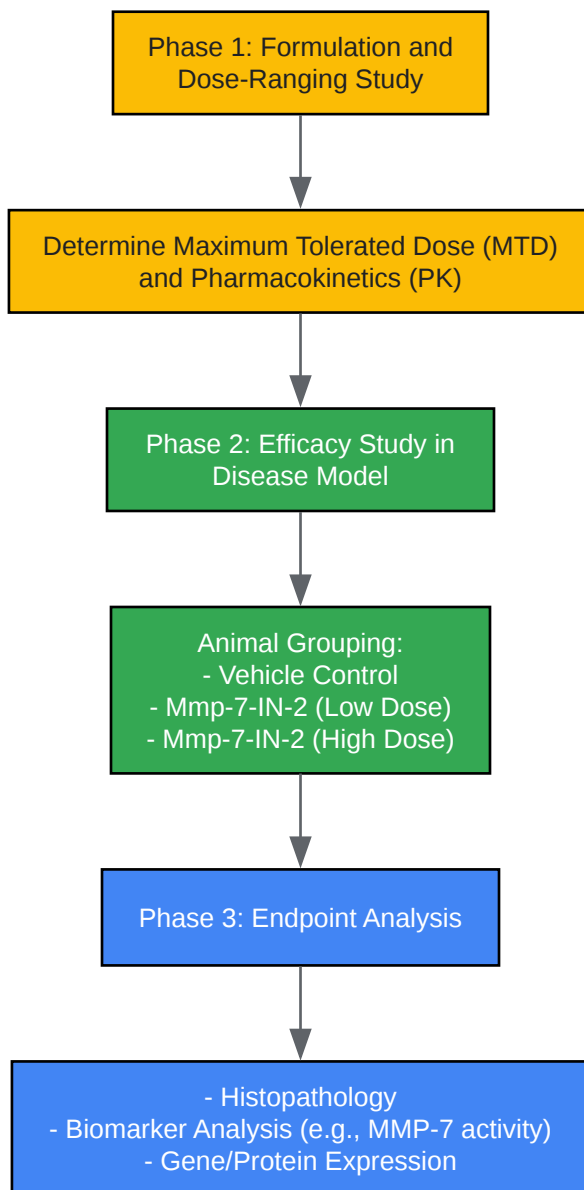 Phase 1: Formulation and
Dose-Ranging Study
Determine Maximum Tolerated Dose (MTD)
and Pharmacokinetics (PK)
Phase 2: Efficacy Study in
Disease Model
Animal Grouping:
- Vehicle Control
- Mmp-7-IN-2 (Low Dose)
- Mmp-7-IN-2 (High Dose)
Phase 3: Endpoint Analysis
- Histopathology
- Biomarker Analysis (e.g., MMP-7 activity)
- Gene/Protein Expression